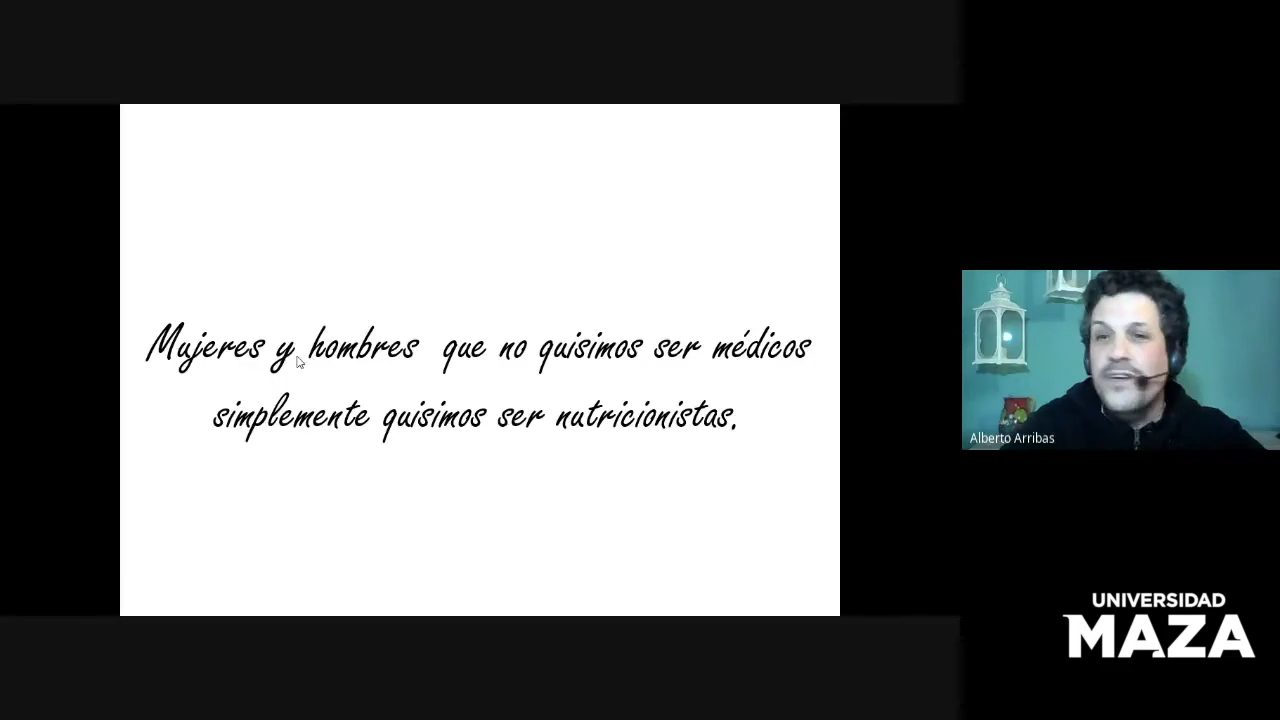 Mujeres y hombres que no quisimos ser médicos
simplemente quisimos ser nutricionistas.
Alberto Arribas
UNIVERSIDAD
MAZA